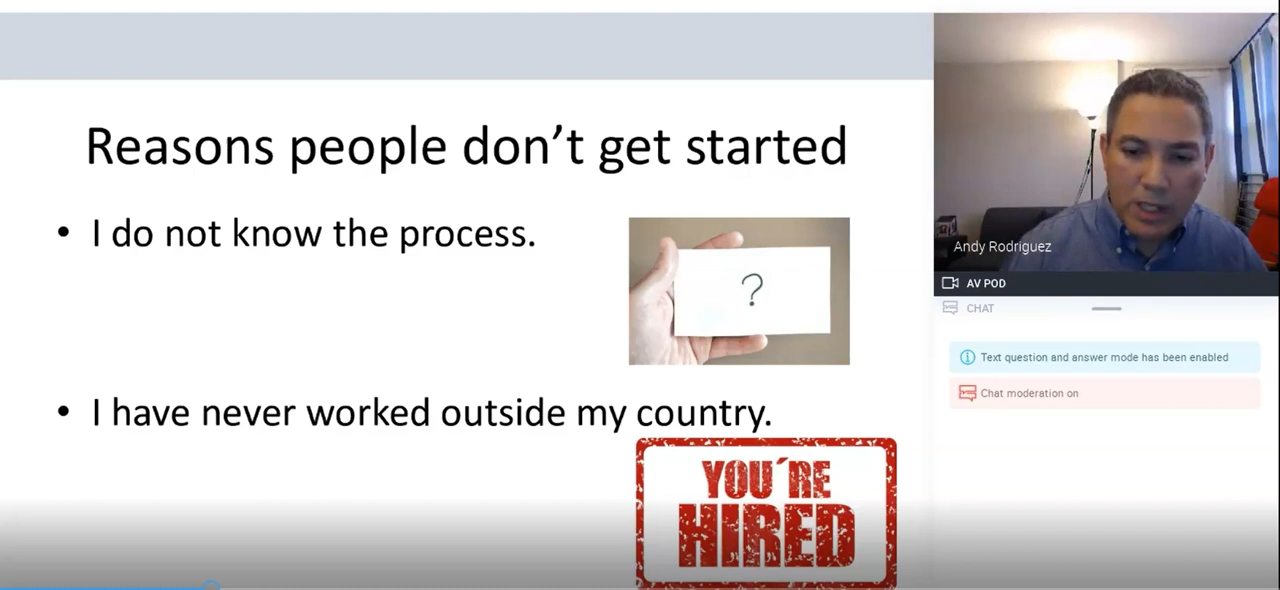 Reasons people don’t get started
• I do not know the process.
?
• I have never worked outside my country.
YOU´RE
HIRED
Andy Rodriguez
AV POD
CHAT
Text question and answer mode has been enabled
Chat moderation on